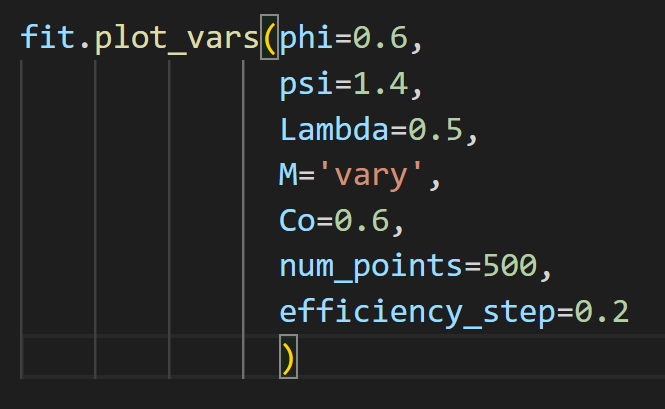 fit.plot_vars(phi=0.6,
psi=1.4,
Lambda=0.5,
M='vary',
Co=0.6,
num_points=500,
efficiency_step=0.2
)